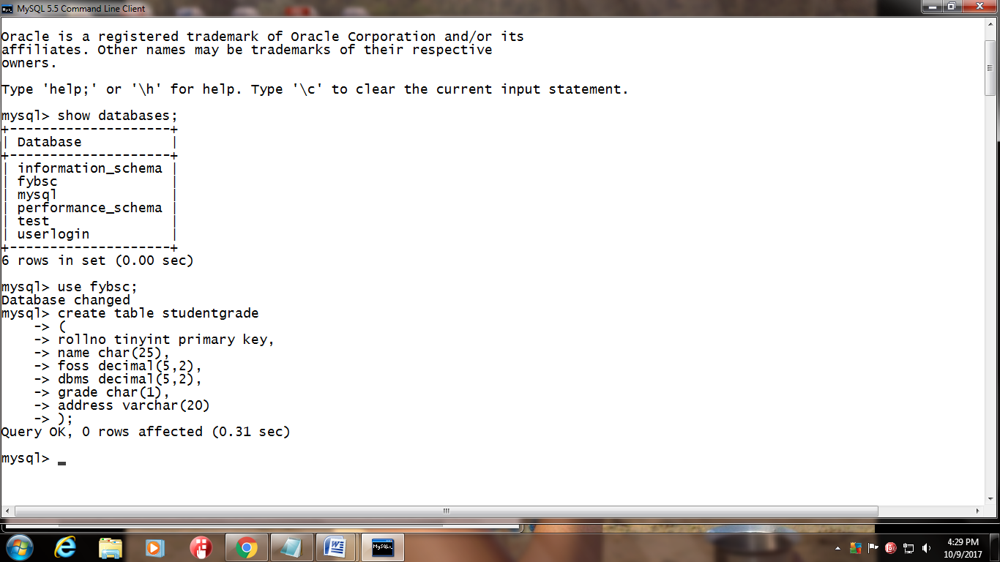 MySQL 5.5 Command Line Client
Oracle is a registered trademark of Oracle Corporation and/or its
affiliates. Other names may be trademarks of their respective
owners.
Type 'help;' or '\h' for help. Type '\c' to clear the current input statement.
mysql> show databases;
+--------------------+
| Database           |
+--------------------+
| information_schema |
| fybsc              |
| mysql              |
| performance_schema |
| test               |
| userlogin          |
+--------------------+
6 rows in set (0.00 sec)
mysql> use fybsc;
Database changed
mysql> create table studentgrade
    -> (
    -> rollno tinyint primary key,
    -> name char(25),
    -> foss decimal(5,2),
    -> dbms decimal(5,2),
    -> grade char(1),
    -> address varchar(20)
    -> );
Query OK, 0 rows affected (0.31 sec)
mysql>
4:29 PM
10/9/2017